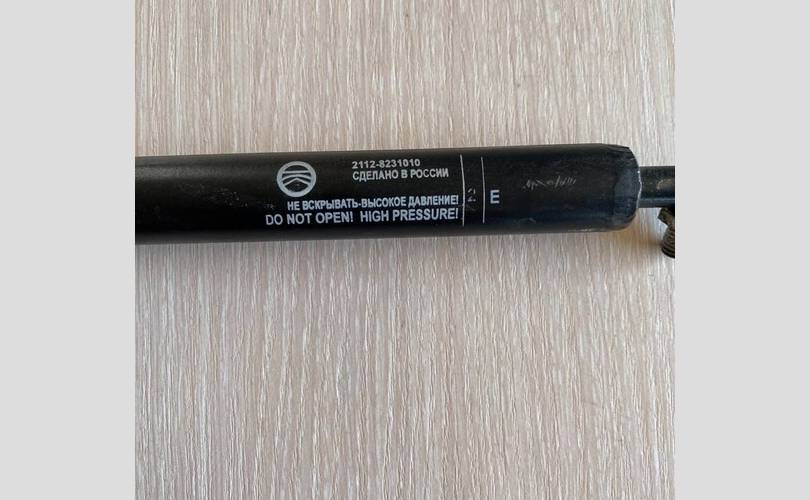 2112-8231010
СДЕЛАНО В РОССИИ
НЕ ВСКРЫВАТЬ-ВЫСОКОЕ ДАВЛЕНИЕ!
DO NOT OPEN! HIGH PRESSURE!
E